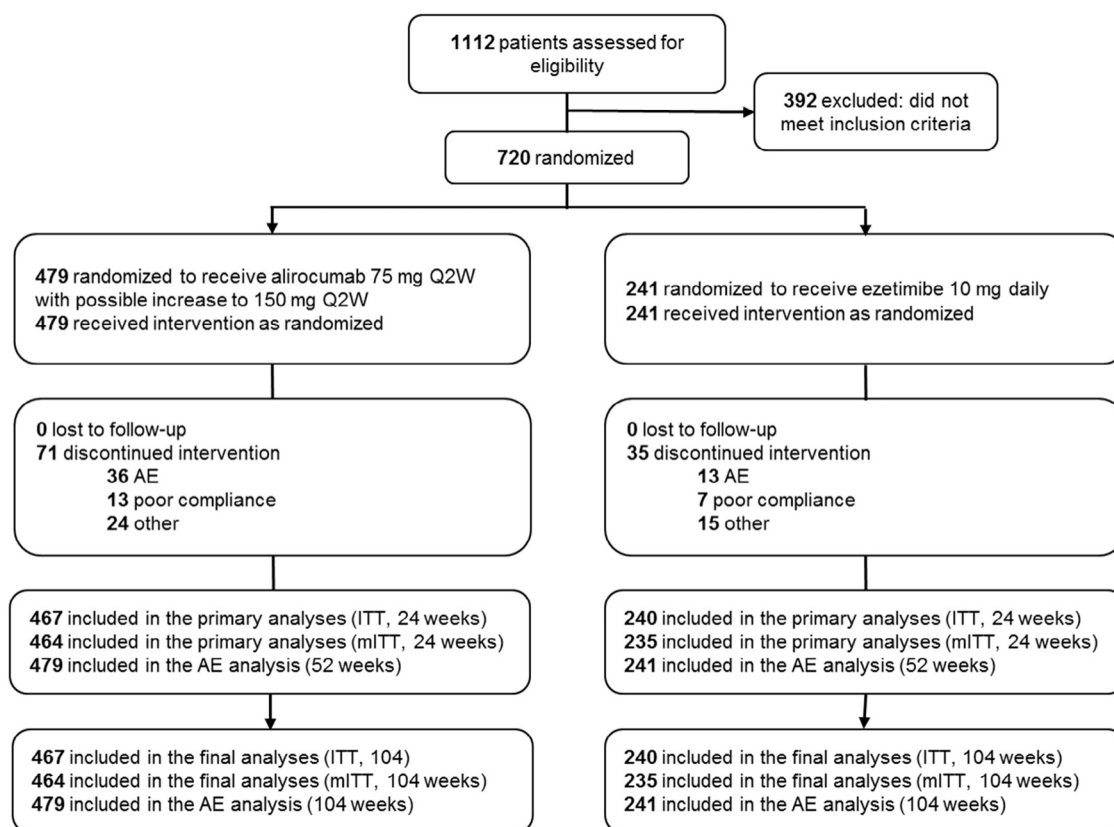 1112 patients assessed for
eligibility
392 excluded: did not
meet inclusion criteria
720 randomized
479 randomized to receive alirocumab 75 mg Q2W
with possible increase to 150 mg Q2W
479 received intervention as randomized
241 randomized to receive ezetimibe 10 mg daily
241 received intervention as randomized
0 lost to follow-up
71 discontinued intervention
36 AE
13 poor compliance
24 other
0 lost to follow-up
35 discontinued intervention
13 AE
7 poor compliance
15 other
467 included in the primary analyses (ITT, 24 weeks)
464 included in the primary analyses (mITT, 24 weeks)
479 included in the AE analysis (52 weeks)
240 included in the primary analyses (ITT, 24 weeks)
235 included in the primary analyses (mITT, 24 weeks)
241 included in the AE analysis (52 weeks)
467 included in the final analyses (ITT, 104)
464 included in the final analyses (mITT, 104 weeks)
479 included in the AE analysis (104 weeks)
240 included in the final analyses (ITT, 104 weeks)
235 included in the final analyses (mITT, 104 weeks)
241 included in the AE analysis (104 weeks)